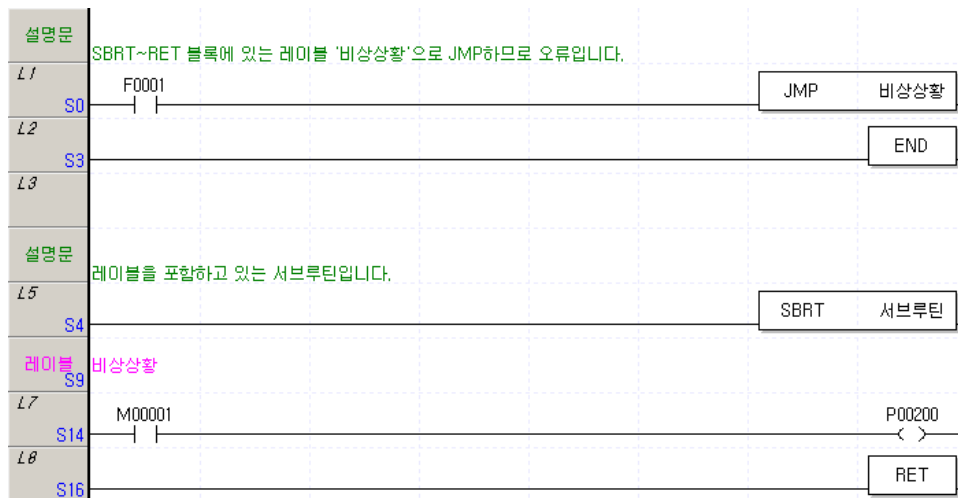 설명문
SBRT~RET 블록에 있는 레이블 '비상상황'으로 JMP하므로 오류입니다.
L1
F0001
JMP 비상상황
S0
L2
END
S3
L3
설명문
레이블을 포함하고 있는 서브루틴입니다.
L5
SBRT 서브루틴
S4
레이블 비상상황
S9
L7
M00001 P00200
S14
L8
RET
S16